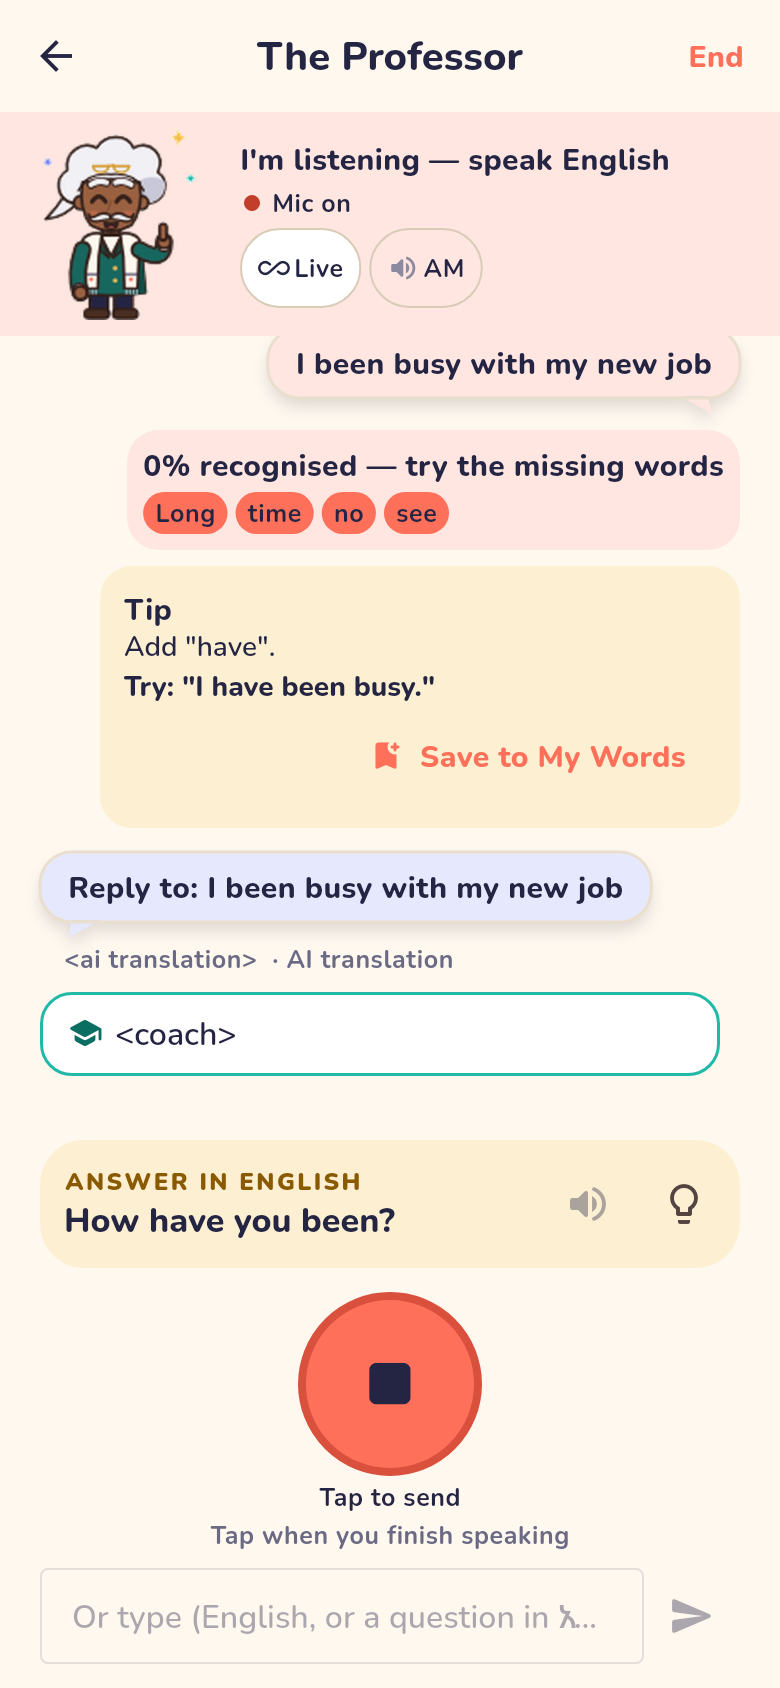 The Professor
End
I'm listening — speak English
Mic on
Live
AM
I been busy with my new job
0% recognised — try the missing words
Long time no see
Tip
Add "have".
Try: "I have been busy."
Save to My Words
Reply to: I been busy with my new job
<ai translation> · AI translation
<coach>
ANSWER IN ENGLISH
How have you been?
Tap to send
Tap when you finish speaking
Or type (English, or a question in አ...